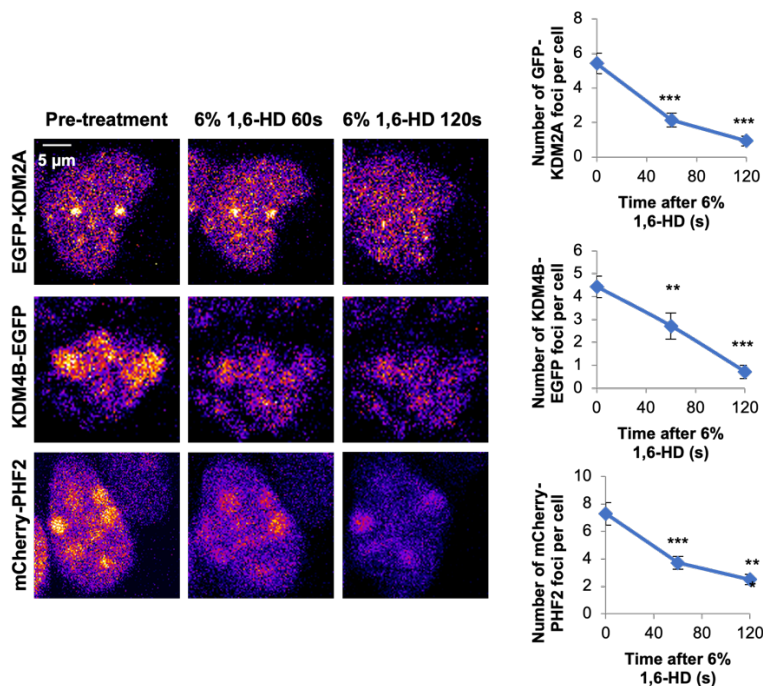 Pre-treatment
6% 1,6-HD 60s
6% 1,6-HD 120s
5 µm
EGFP-KDM2A
KDM4B-EGFP
mCherry-PHF2
Number of GFP-
KDM2A foci per cell
8
6
4
2
0
***
***
0
40
80
120
Time after 6%
1,6-HD (s)
Number of KDM4B-
EGFP foci per cell
6
5
4
3
2
1
0
**
***
0
40
80
120
Time after 6%
1,6-HD (s)
Number of mCherry-
PHF2 foci per cell
10
8
6
4
2
0
***
**
*
0
40
80
120
Time after 6%
1,6-HD (s)